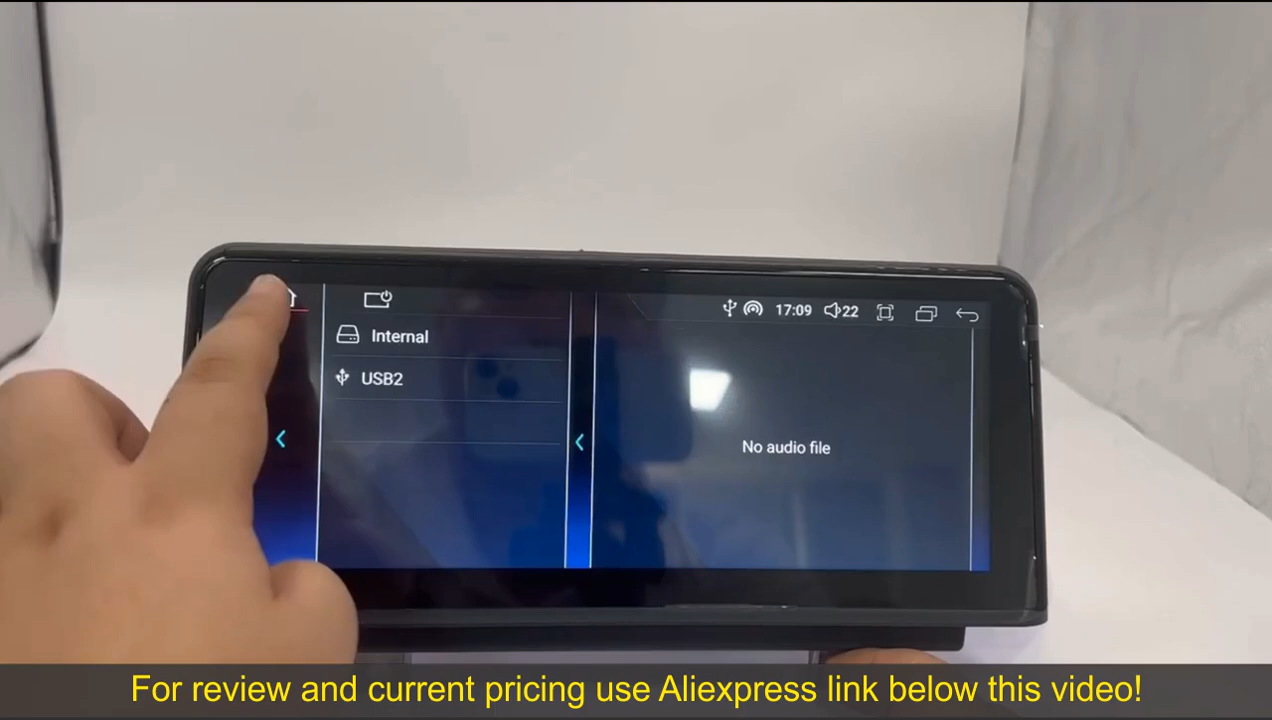 17:09 22
Internal
USB2
No audio file
For review and current pricing use Aliexpress link below this video!